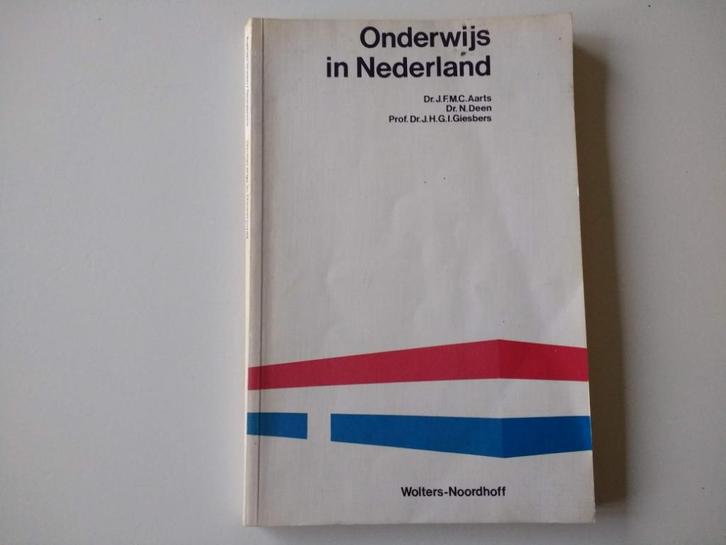 Onderwijs
in Nederland
Dr. J.F.M.C. Aarts
Dr. N. Deen
Prof. Dr. J.H.G.I. Giesbers
Wolters-Noordhoff